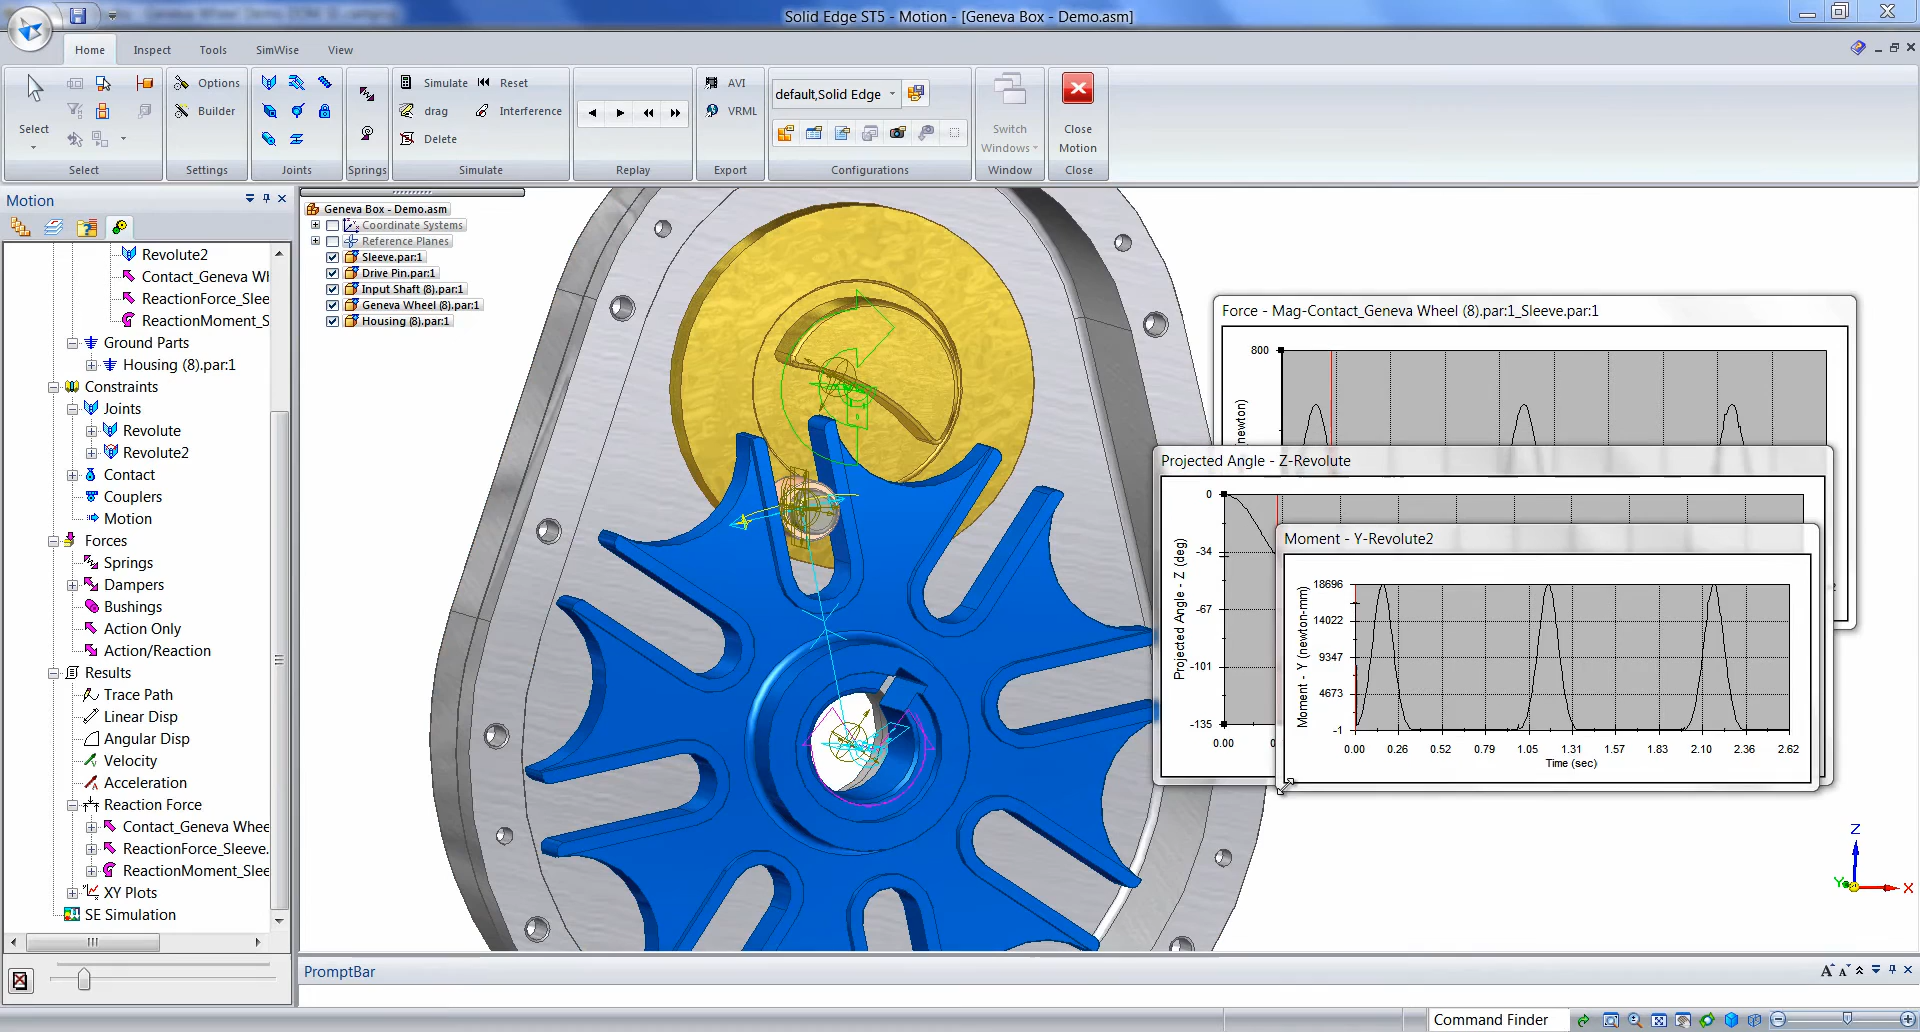 Solid Edge ST5 - Motion - [Geneva Box - Demo.asm]
Home Inspect Tools SimWise View
Select
Options
Builder
Simulate Reset
drag Interference
Delete
AVI
VRML
default,Solid Edge
Switch
Windows
Close
Motion
Select Settings Joints Springs Simulate Replay Export Configurations Window Close
Motion
Revolute2
Contact_Geneva Wh
ReactionForce_Slee
ReactionMoment_S
Ground Parts
Housing (8).par:1
Constraints
Joints
Revolute
Revolute2
Contact
Couplers
Motion
Forces
Springs
Dampers
Bushings
Action Only
Action/Reaction
Results
Trace Path
Linear Disp
Angular Disp
Velocity
Acceleration
Reaction Force
Contact_Geneva Whee
ReactionForce_Sleeve.
ReactionMoment_Slee
XY Plots
SE Simulation
Geneva Box - Demo.asm
Coordinate Systems
Reference Planes
Sleeve.par:1
Drive Pin.par:1
Input Shaft (8).par:1
Geneva Wheel (8).par:1
Housing (8).par:1
Force - Mag-Contact_Geneva Wheel (8).par:1_Sleeve.par:1
800
(newton)
Projected Angle - Z-Revolute
Projected Angle - Z (deg)
0
-34
-67
-101
-135
0.00
Moment - Y-Revolute2
Moment - Y (newton-mm)
18696
14022
9347
4673
-1
0.00 0.26 0.52 0.79 1.05 1.31 1.57 1.83 2.10 2.36 2.62
Time (sec)
Z
Y
X
PromptBar
Command Finder